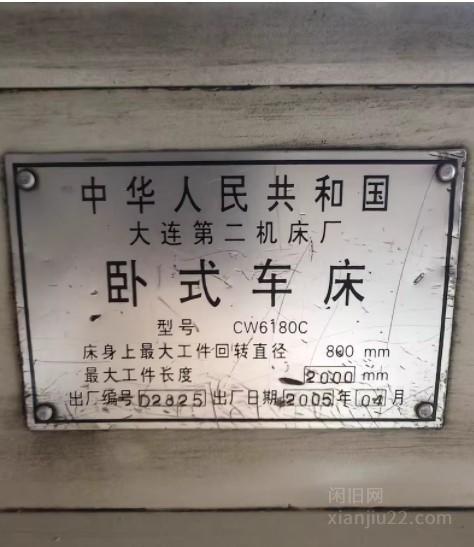 中华人民共和国
大连第二机床厂
卧式车床
型号 CW6180C
床身上最大工件回转直径 800 mm
最大工件长度 2000 mm
出厂编号 02825 出厂日期 2005 年 04 月
闲旧网
xianjiu22.com